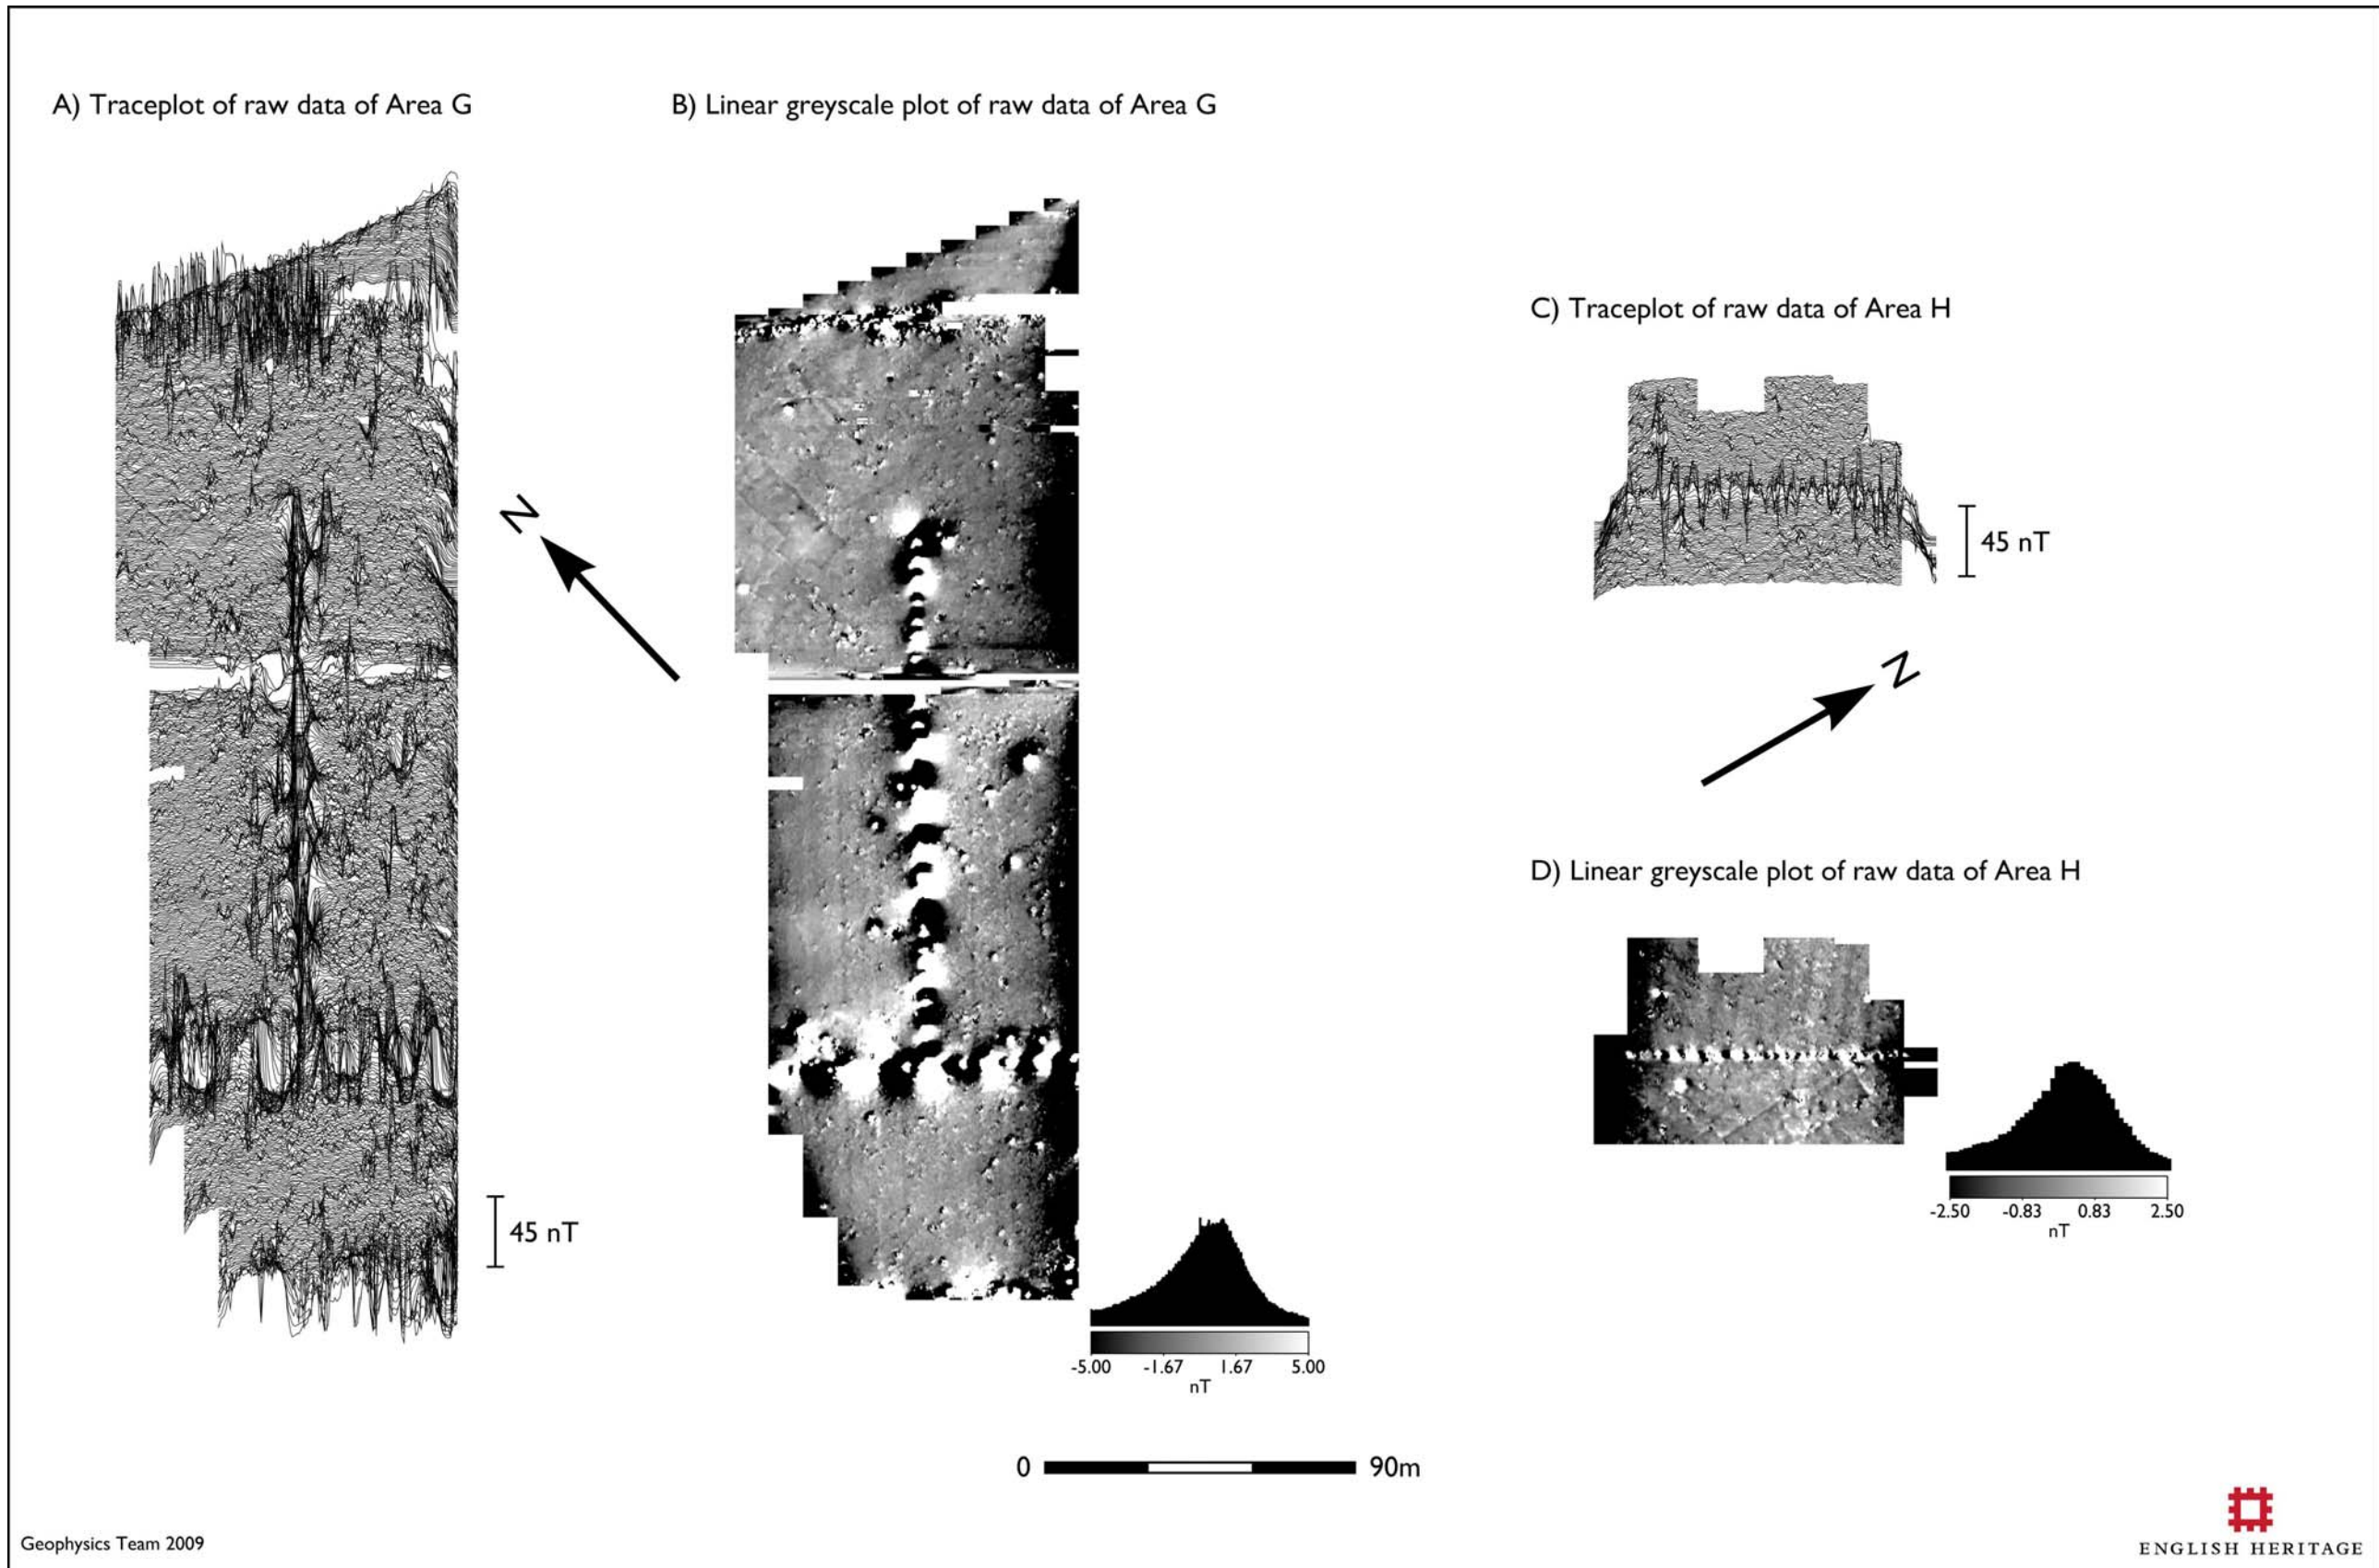 A) Traceplot of raw data of Area G
B) Linear greyscale plot of raw data of Area G
C) Traceplot of raw data of Area H
N
45 nT
N
D) Linear greyscale plot of raw data of Area H
45 nT
-2.50 -0.83 0.83 2.50
nT
-5.00 -1.67 1.67 5.00
nT
0 90m
Geophysics Team 2009
ENGLISH HERITAGE